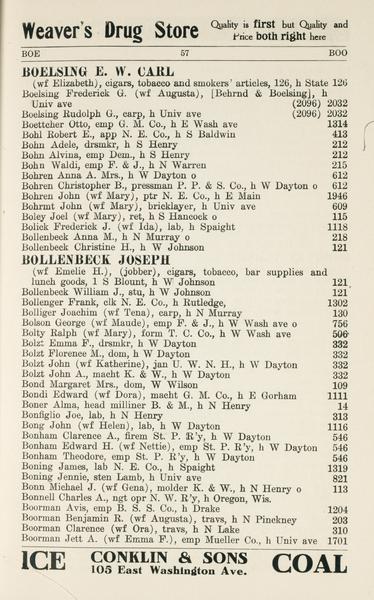 Weaver's Drug Store
Quality is first but Quality and
Price both right here
BOE 57 BOO
BOELSING E. W. CARL
(wf Elizabeth), cigars, tobacco and smokers' articles, 126, h State 126
Boelsing Frederick G. (wf Augusta), [Behrnd & Boelsing], h
Univ ave (2096) 2032
Boelsing Rudolph G., carp, h Univ ave (2096) 2032
Boettcher Otto, emp G. M. Co., h E Wash ave 1314
Bohl Robert E., app N. E. Co., h S Baldwin 413
Bohn Adele, drsmkr, h S Henry 212
Bohn Alvina, emp Dem., h S Henry 212
Bohn Waldi, emp F. & J., h N Warren 215
Bohren Anna A. Mrs., h W Dayton o 612
Bohren Christopher B., pressman P. P. & S. Co., h W Dayton o 612
Bohren John (wf Mary), ptr N. E. Co., h E Main 1946
Bohrmt John (wf Mary), bricklayer, h Univ ave 609
Boley Joel (wf Mary), ret, h S Hancock o 115
Bolick Frederick J. (wf Ida), lab, h Spaight 1118
Bollenbeck Anna M., h N Murray o 218
Bollenbeck Christine H., h W Johnson 121
BOLLENBECK JOSEPH
(wf Emelie H.), (jobber), cigars, tobacco, bar supplies and
lunch goods, 1 S Blount, h W Johnson 121
Bollenbeck William J., stu, h W Johnson 121
Bollenger Frank, clk N. E. Co., h Rutledge, 1302
Bolliger Joachim (wf Tena), carp, h N Murray 130
Bolson George (wf Maude), emp F. & J., h W Wash ave o 756
Bolty Ralph (wf Mary), form T. C. Co., h W Wash ave 500
Bolzt Emma F., drsmkr, h W Dayton 332
Bolzt Florence M., dom, h W Dayton 332
Bolzt John (wf Katherine), jan U. W. N. H., h W Dayton 332
Bolzt John A., macht K. & W., h W Dayton 332
Bond Margaret Mrs., dom, W Wilson 109
Bondi Edward (wf Dora), macht G. M. Co., h E Gorham 1111
Boner Alma, head milliner B. & M., h N Henry 14
Bonfiglio Joe, lab, h N Henry 313
Bong John (wf Helen), lab, h W Dayton 1116
Bonham Clarence A., firem St. P. R'y, h W Dayton 546
Bonham Edward H. (wf Nettie), emp St. P. R'y, h W Dayton 546
Bonham Theodore, emp St. P. R'y, h W Dayton 546
Boning James, lab N. E. Co., h Spaight 1319
Boning Jennie, sten Lamb, h Univ ave 821
Bonn Michael J. (wf Gena), molder K. & W., h N Henry o 113
Bonnell Charles A., ngt opr N. W. R'y, h Oregon, Wis.
Boorman Avis, emp B. S. S. Co., h Drake 1204
Boorman Benjamin R. (wf Augusta), travs, h N Pinckney 203
Boorman Clarence (wf Ora), travs, h N Lake 310
Boorman Jett A. (wf Emma F.), emp Mueller Co., h Univ ave 1701
ICE CONKLIN & SONS COAL
105 East Washington Ave.